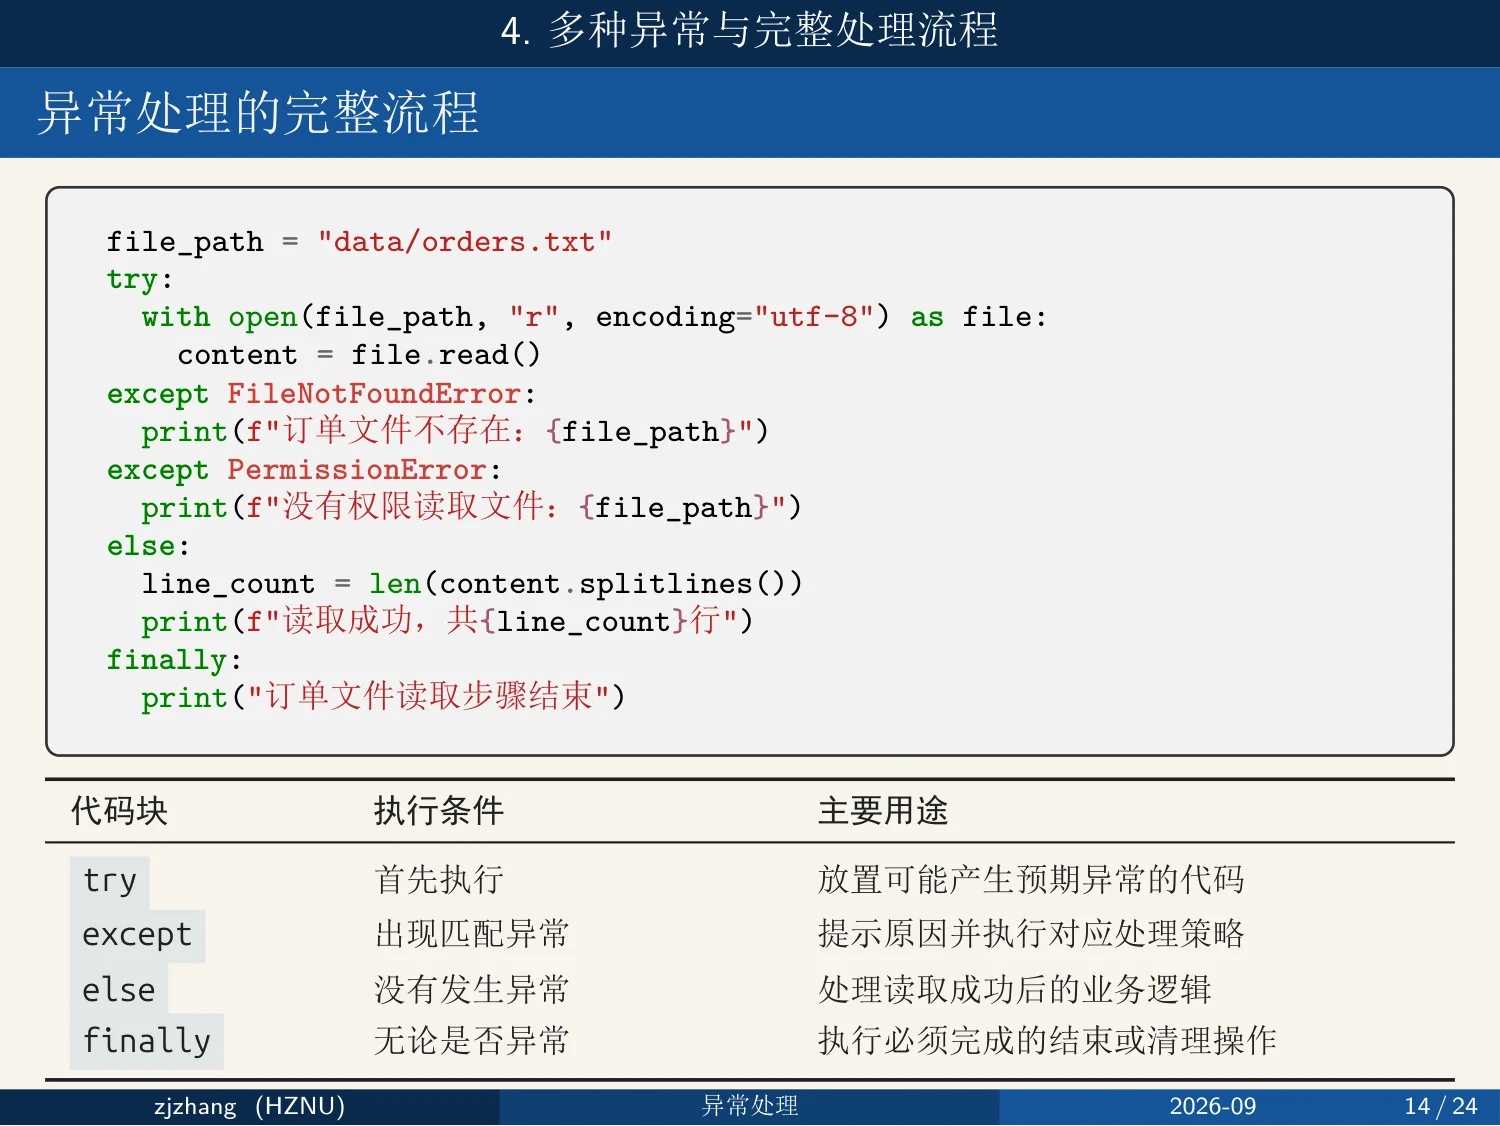 4. 多种异常与完整处理流程
异常处理的完整流程
file_path = "data/orders.txt"
try:
  with open(file_path, "r", encoding="utf-8") as file:
    content = file.read()
except FileNotFoundError:
  print(f"订单文件不存在：{file_path}")
except PermissionError:
  print(f"没有权限读取文件：{file_path}")
else:
  line_count = len(content.splitlines())
  print(f"读取成功，共{line_count}行")
finally:
  print("订单文件读取步骤结束")
代码块 执行条件 主要用途
try 首先执行 放置可能产生预期异常的代码
except 出现匹配异常 提示原因并执行对应处理策略
else 没有发生异常 处理读取成功后的业务逻辑
finally 无论是否异常 执行必须完成的结束或清理操作
zjzhang (HZNU) 异常处理 2026-09 14 / 24